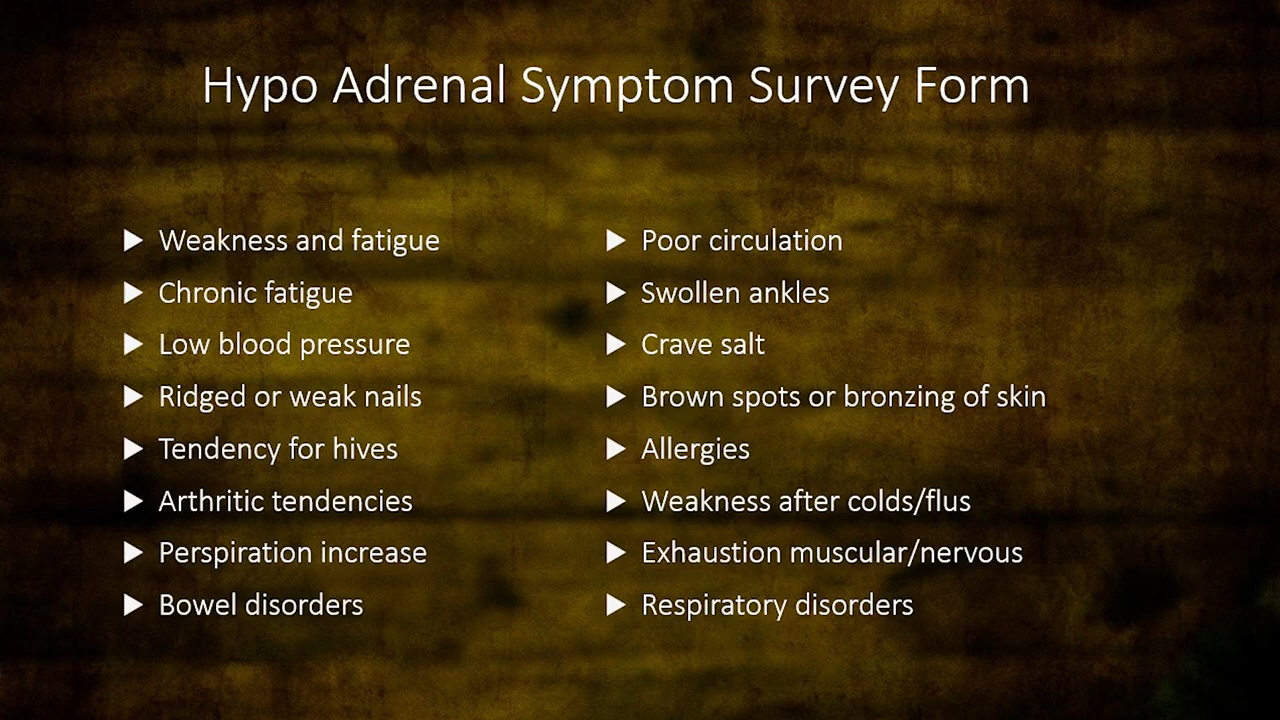 Hypo Adrenal Symptom Survey Form
Weakness and fatigue
Chronic fatigue
Low blood pressure
Ridged or weak nails
Tendency for hives
Arthritic tendencies
Perspiration increase
Bowel disorders
Poor circulation
Swollen ankles
Crave salt
Brown spots or bronzing of skin
Allergies
Weakness after colds/flus
Exhaustion muscular/nervous
Respiratory disorders